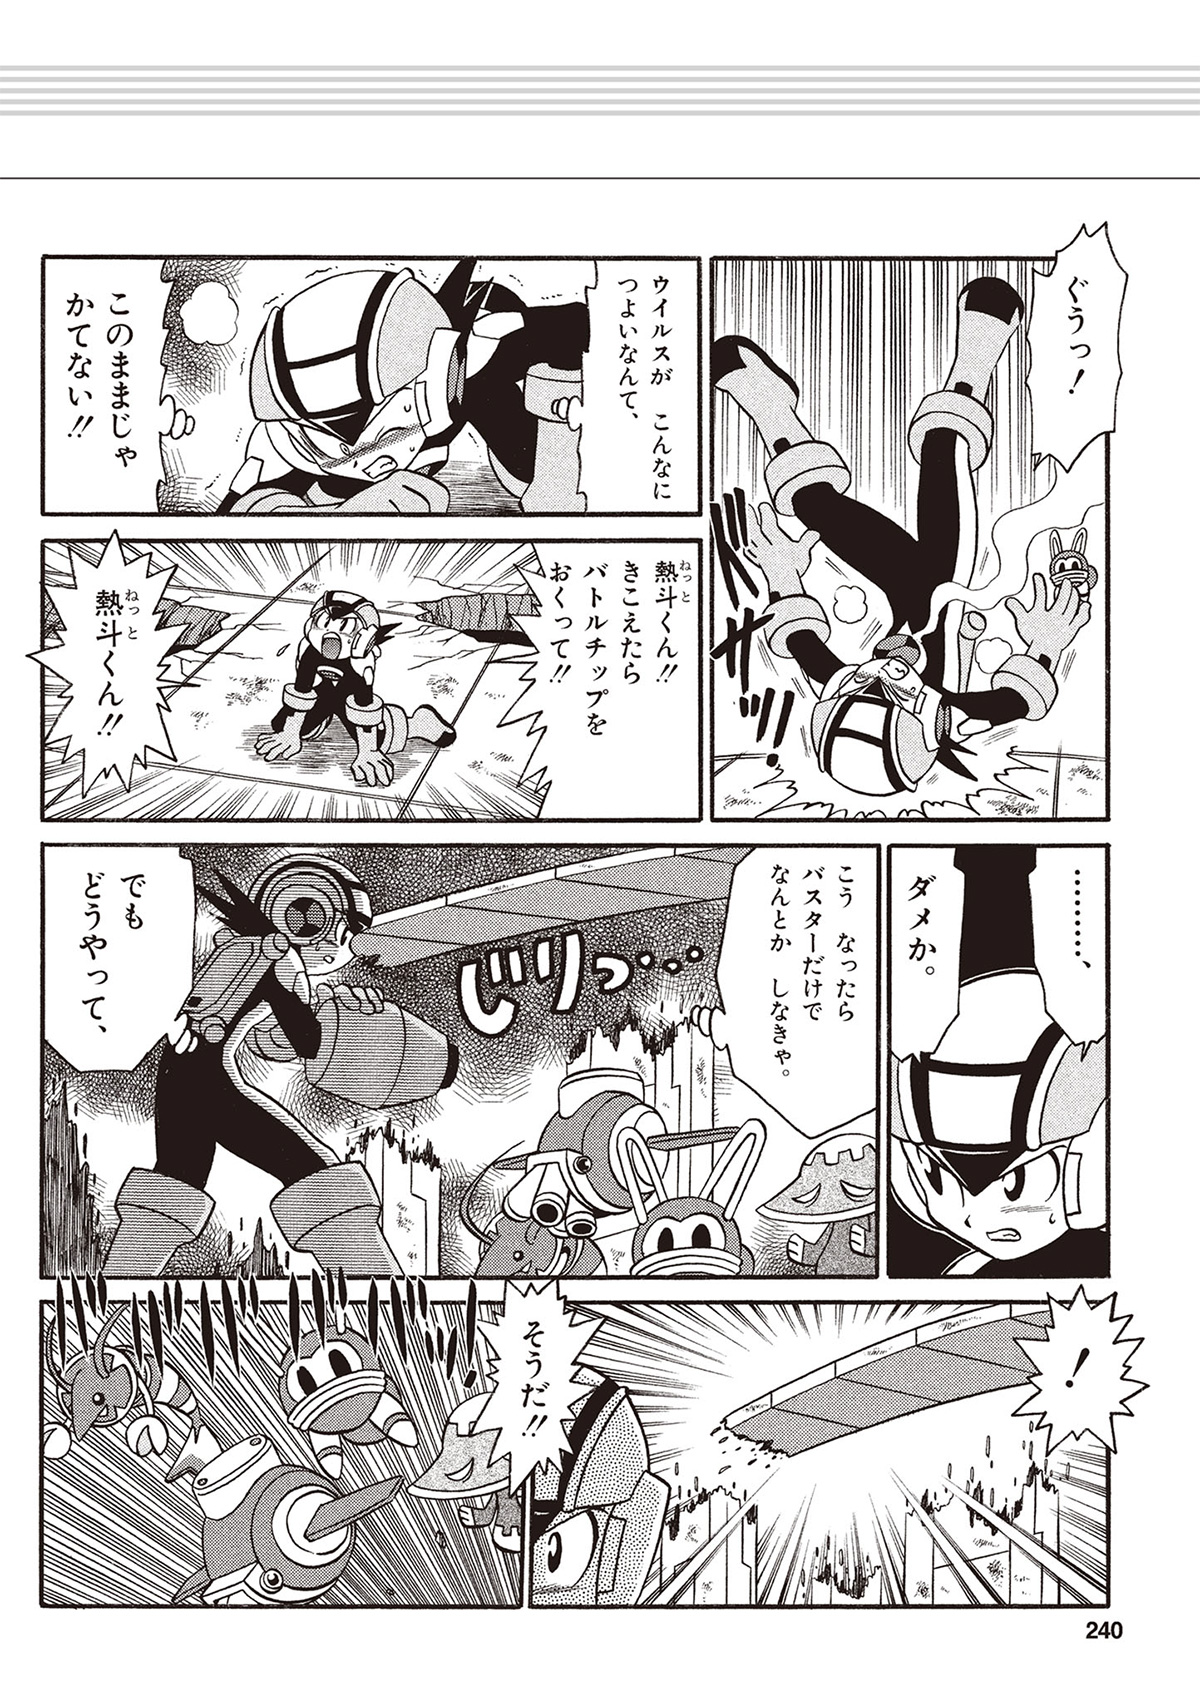 ぐうっ!
ズザザザッ
ウイルスが こんなに
つよいなんて、
このままじゃ
かてない!!
熱斗くん!!
ねっと
きこえたら
バトルチップを
おくって!!
熱斗くん!!
ねっと
………、
ダメか。
こう なったら
バスターだけで
なんとか しなきゃ。
じりっ…
でも
どうやって、
!
そうだ!!
240